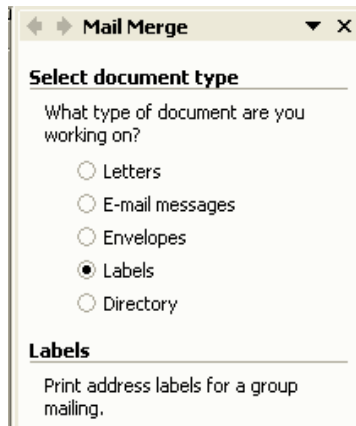 Mail Merge
Select document type
What type of document are you
working on?
Letters
E-mail messages
Envelopes
Labels
Directory
Labels
Print address labels for a group
mailing.